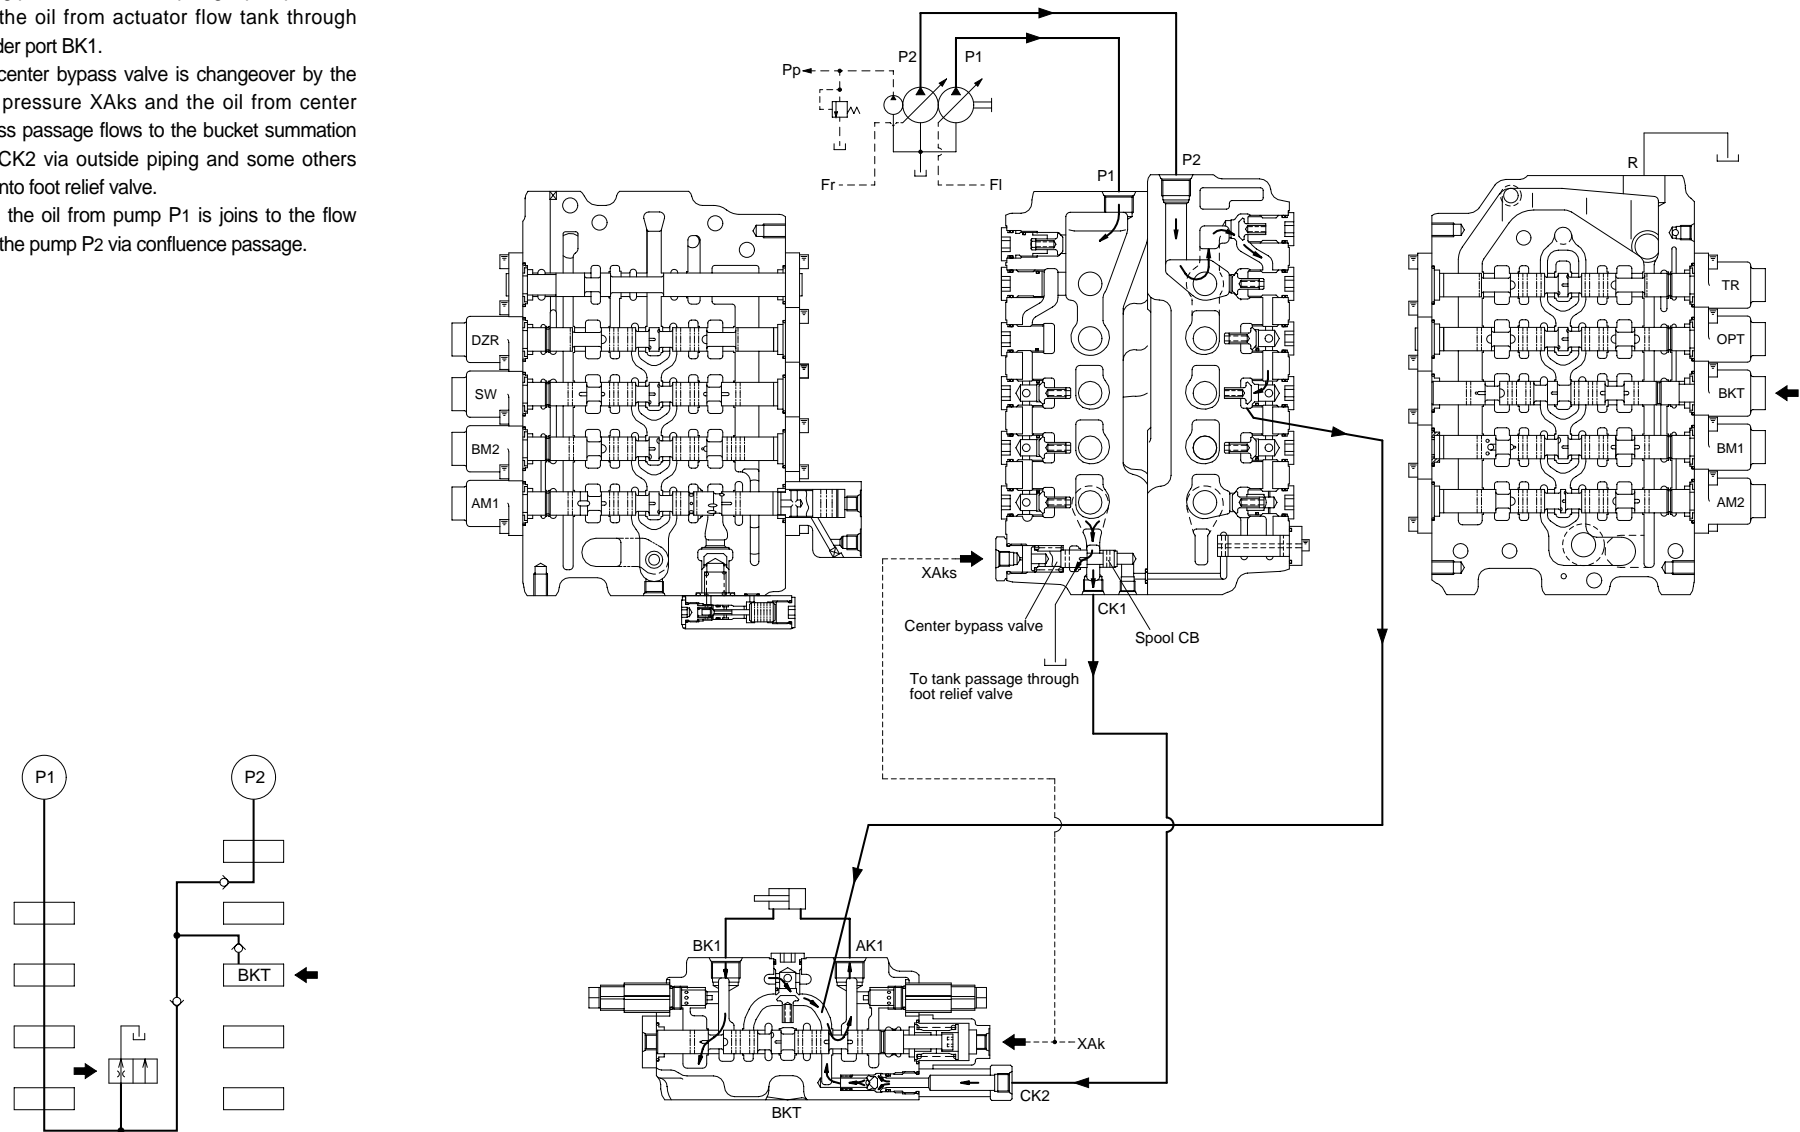 the oil from actuator flow tank through
der port BK1.
center bypass valve is changeover by the
pressure XAks and the oil from center
ss passage flows to the bucket summation
CK2 via outside piping and some others
nto foot relief valve.
the oil from pump P1 is joins to the flow
the pump P2 via confluence passage.
P2
P1
Pp
Fr
Fl
P1
P2
R
DZR
SW
BM2
AM1
TR
OPT
BKT
BM1
AM2
XAks
CK1
Center bypass valve
Spool CB
To tank passage through
foot relief valve
P1
P2
BKT
BK1
AK1
XAk
CK2
BKT